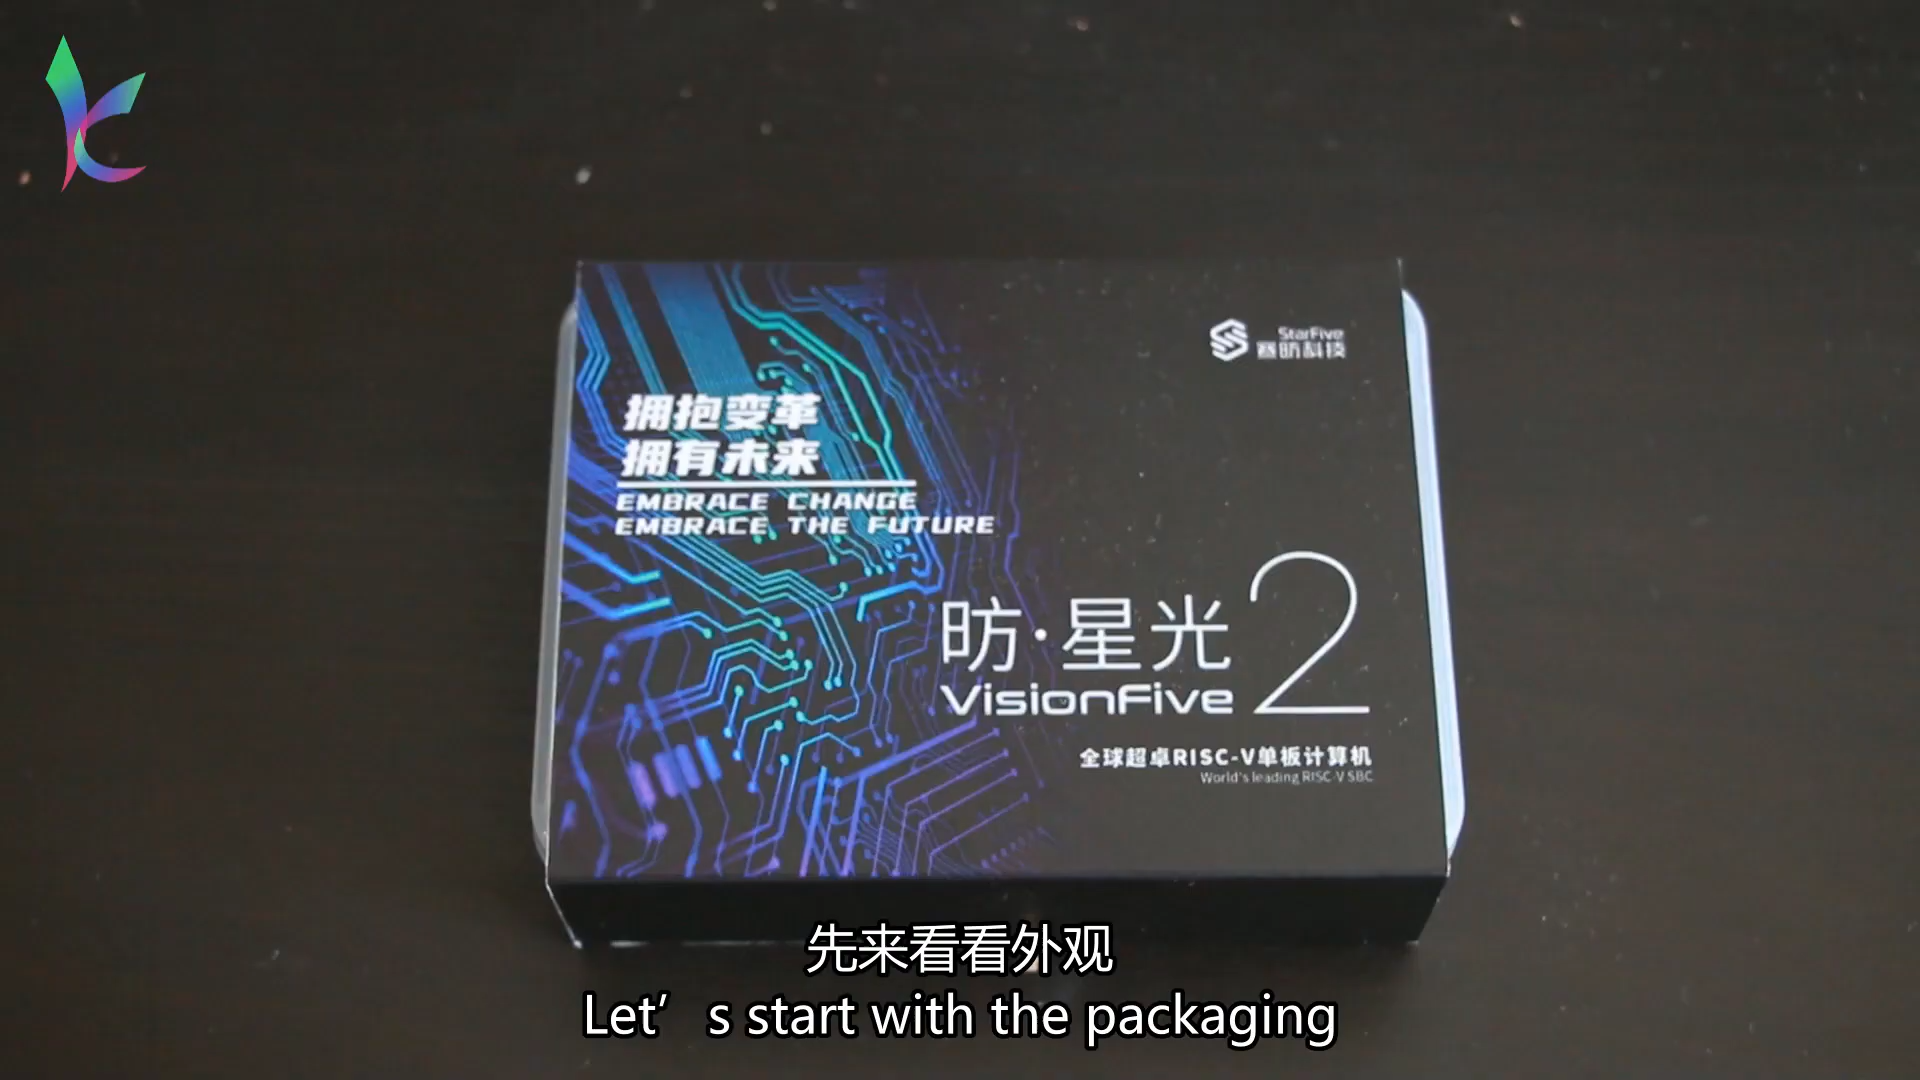 StarFive
赛昉科技
拥抱变革
拥有未来
EMBRACE CHANGE
EMBRACE THE FUTURE
昉·星光 2
VisionFive
全球超卓RISC-V单板计算机
World's leading RISC-V SBC
先来看看外观
Let's start with the packaging